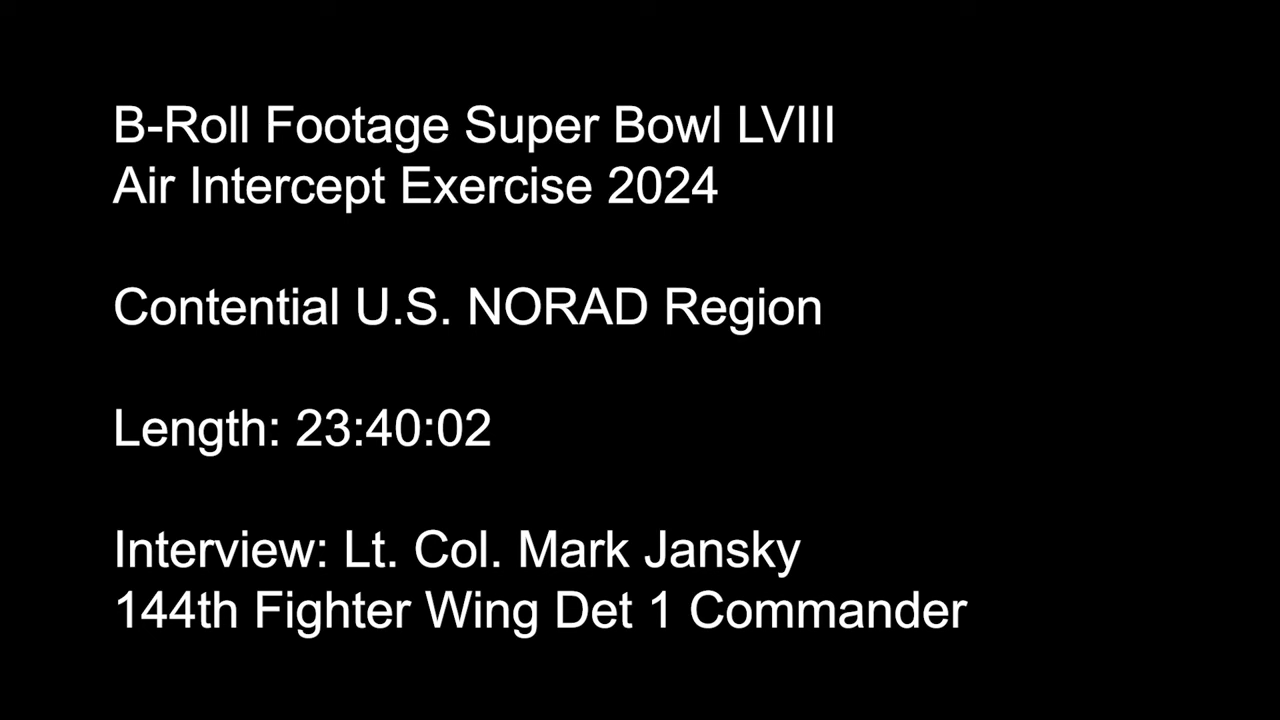 B-Roll Footage Super Bowl LVIII
Air Intercept Exercise 2024
Contential U.S. NORAD Region
Length: 23:40:02
Interview: Lt. Col. Mark Jansky
144th Fighter Wing Det 1 Commander